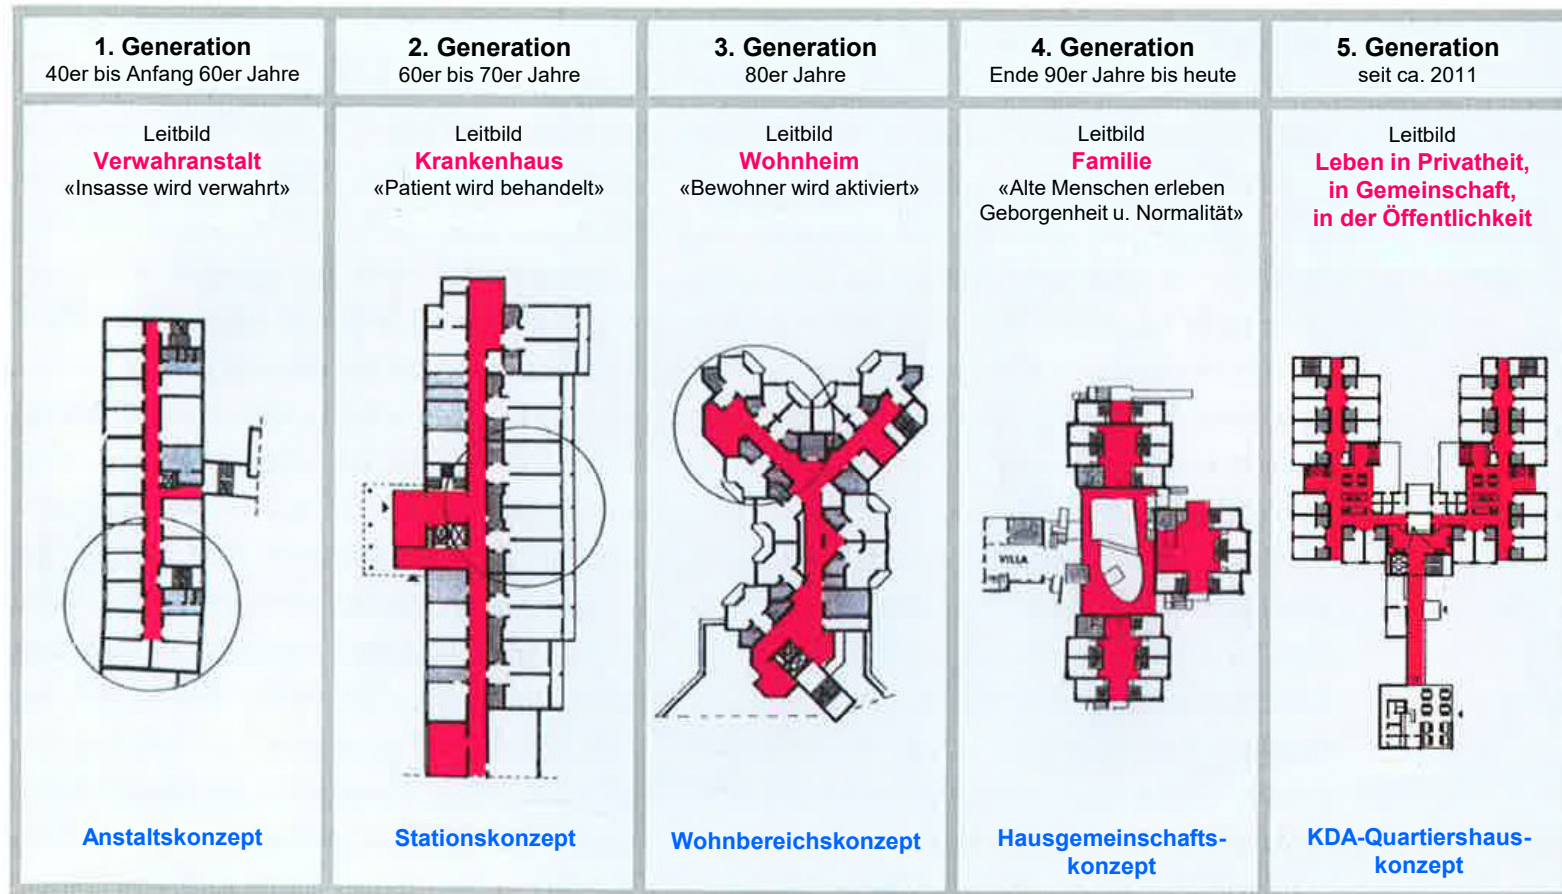 1. Generation
40er bis Anfang 60er Jahre
2. Generation
60er bis 70er Jahre
3. Generation
80er Jahre
4. Generation
Ende 90er Jahre bis heute
5. Generation
seit ca. 2011
Leitbild
Verwahranstalt
«Insasse wird verwahrt»
Leitbild
Krankenhaus
«Patient wird behandelt»
Leitbild
Wohnheim
«Bewohner wird aktiviert»
Leitbild
Familie
«Alte Menschen erleben
Geborgenheit u. Normalität»
Leitbild
Leben in Privatheit,
in Gemeinschaft,
in der Öffentlichkeit
VILLA
Anstaltskonzept
Stationskonzept
Wohnbereichskonzept
Hausgemeinschafts-
konzept
KDA-Quartiershaus-
konzept